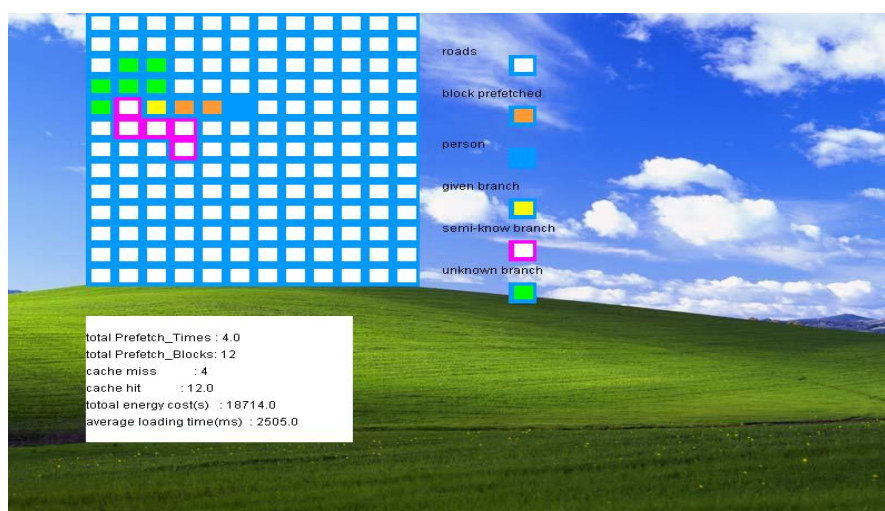 roads
block prefetched
person
given branch
semi-know branch
unknown branch
total Prefetch_Times : 4.0
total Prefetch_Blocks: 12
cache miss : 4
cache hit : 12.0
totoal energy cost(s) : 18714.0
average loading time(ms) : 2505.0